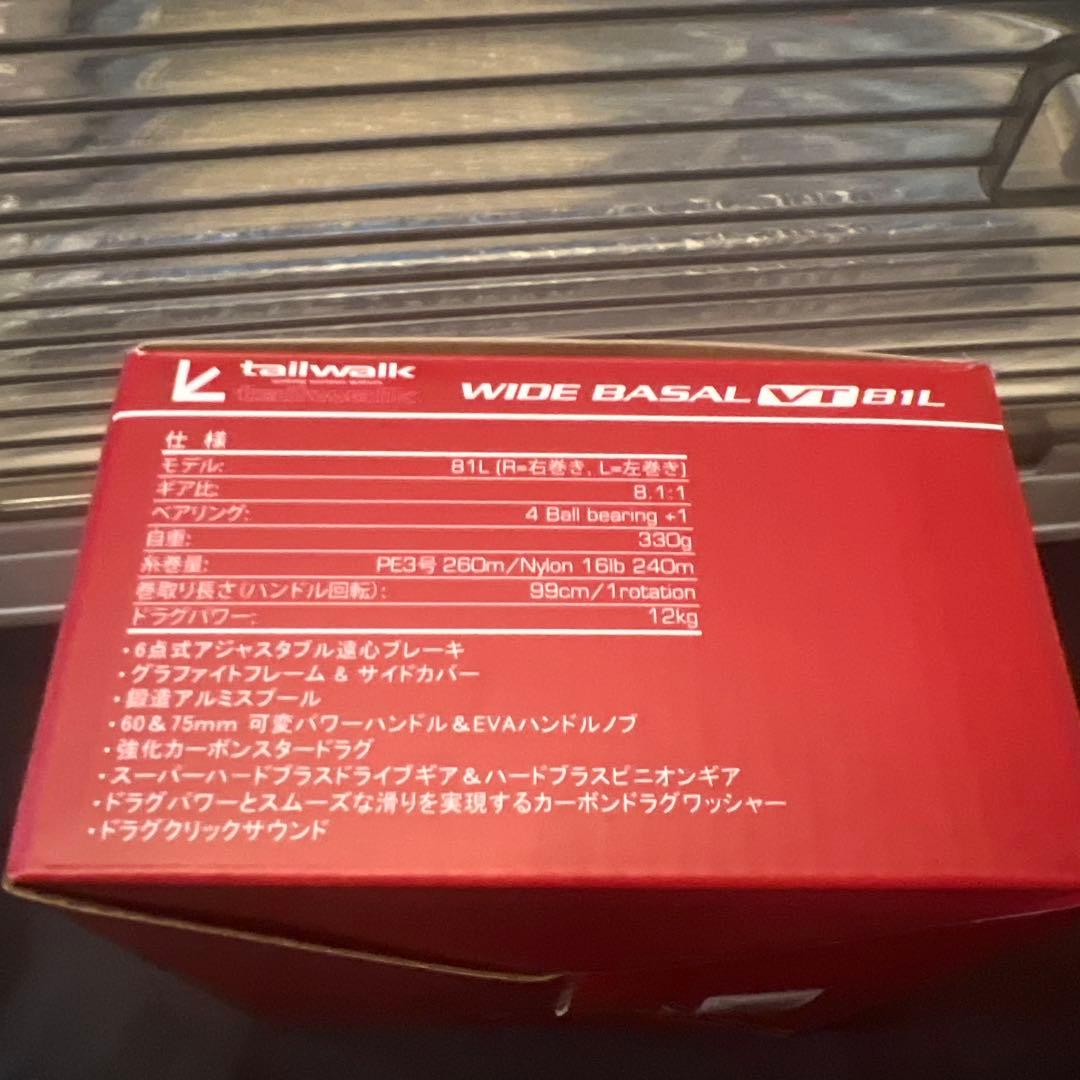 tailwalk
WIDE BASAL VT 81L
仕様
モデル: 81L (R=右巻き, L=左巻き)
ギア比: 8.1:1
ベアリング: 4 Ball bearing +1
自重: 330g
糸巻量: PE3号 260m/Nylon 16lb 240m
巻取り長さ(ハンドル回転): 99cm/1rotation
ドラグパワー: 12kg
・6点式アジャスタブル遠心ブレーキ
・グラファイトフレーム & サイドカバー
・鍛造アルミスプール
・60&75mm 可変パワーハンドル&EVAハンドルノブ
・強化カーボンスタードラグ
・スーパーハードブラスドライブギア&ハードブラスピニオンギア
・ドラグパワーとスムーズな滑りを実現するカーボンドラグワッシャー
・ドラグクリックサウンド